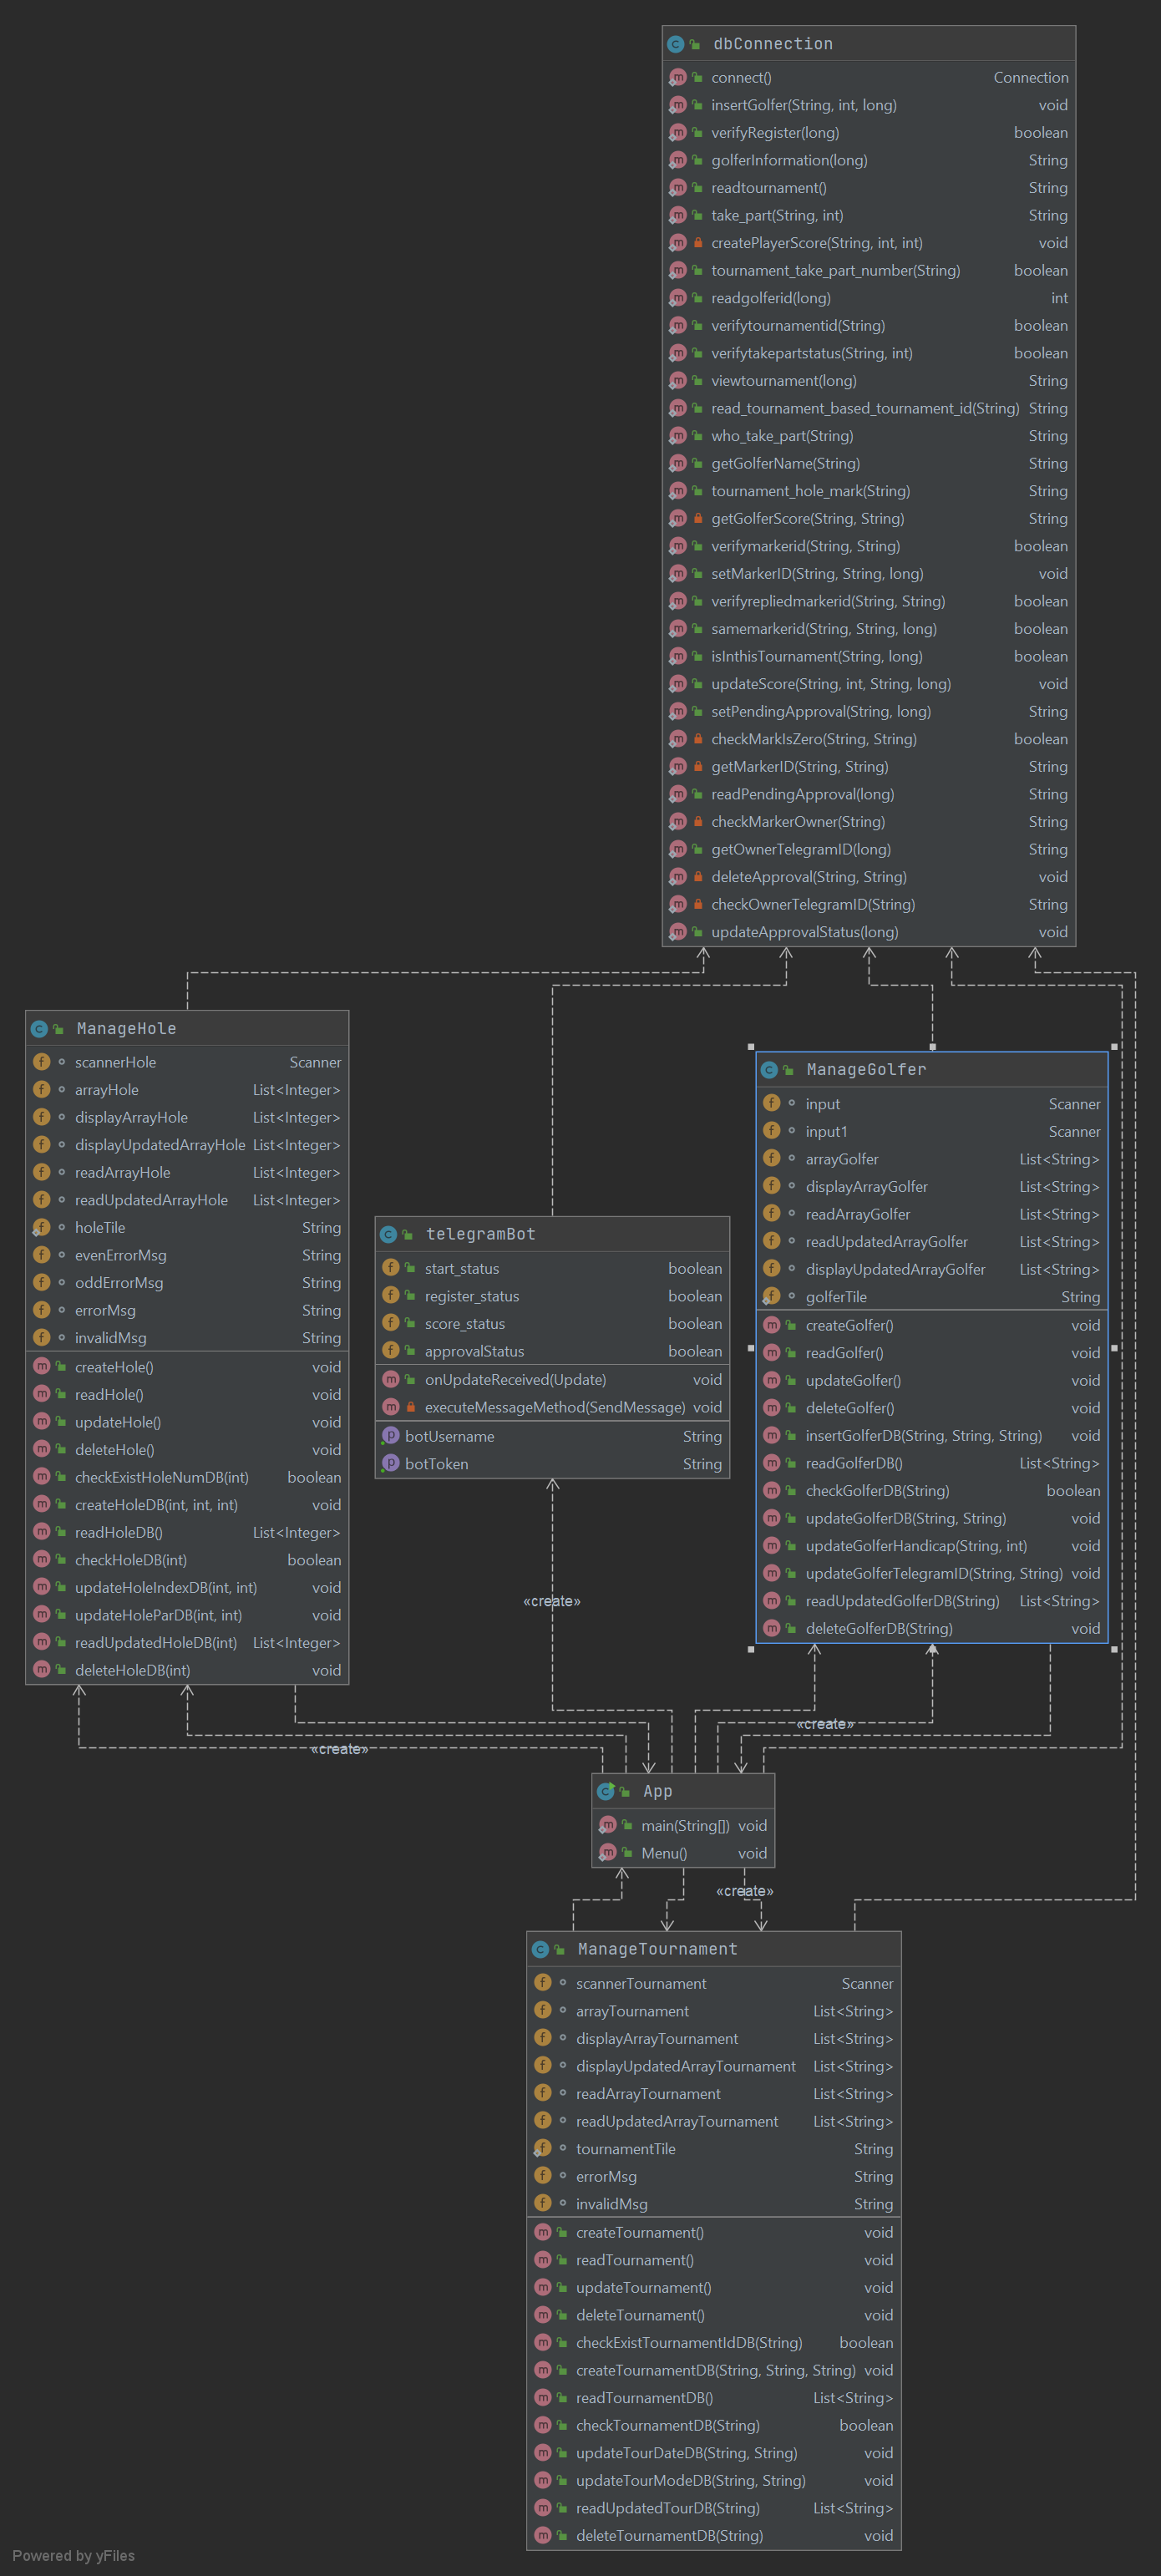 dbConnection
connect() Connection
insertGolfer(String, int, long) void
verifyRegister(long) boolean
golferInformation(long) String
readtournament() String
take_part(String, int) String
createPlayerScore(String, int, int) void
tournament_take_part_number(String) boolean
readgolferid(long) int
verifytournamentid(String) boolean
verifytakepartstatus(String, int) boolean
viewtournament(long) String
read_tournament_based_tournament_id(String) String
who_take_part(String) String
getGolferName(String) String
tournament_hole_mark(String) String
getGolferScore(String, String) String
verifymarkerid(String, String) boolean
setMarkerID(String, String, long) void
verifyrepliedmarkerid(String, String) boolean
samemarkerid(String, String, long) boolean
isInthisTournament(String, long) boolean
updateScore(String, int, String, long) void
setPendingApproval(String, long) String
checkMarkIsZero(String, String) boolean
getMarkerID(String, String) String
readPendingApproval(long) String
checkMarkerOwner(String) String
getOwnerTelegramID(long) String
deleteApproval(String, String) void
checkOwnerTelegramID(String) String
updateApprovalStatus(long) void
ManageHole
scannerHole Scanner
arrayHole List<Integer>
displayArrayHole List<Integer>
displayUpdatedArrayHole List<Integer>
readArrayHole List<Integer>
readUpdatedArrayHole List<Integer>
holeTile String
evenErrorMsg String
oddErrorMsg String
errorMsg String
invalidMsg String
createHole() void
readHole() void
updateHole() void
deleteHole() void
checkExistHoleNumDB(int) boolean
createHoleDB(int, int, int) void
readHoleDB() List<Integer>
checkHoleDB(int) boolean
updateHoleIndexDB(int, int) void
updateHoleParDB(int, int) void
readUpdatedHoleDB(int) List<Integer>
deleteHoleDB(int) void
telegramBot
start_status boolean
register_status boolean
score_status boolean
approvalStatus boolean
onUpdateReceived(Update) void
executeMessageMethod(SendMessage) void
botUsername String
botToken String
ManageGolfer
input Scanner
input1 Scanner
arrayGolfer List<String>
displayArrayGolfer List<String>
readArrayGolfer List<String>
readUpdatedArrayGolfer List<String>
displayUpdatedArrayGolfer List<String>
golferTile String
createGolfer() void
readGolfer() void
updateGolfer() void
deleteGolfer() void
insertGolferDB(String, String, String) void
readGolferDB() List<String>
checkGolferDB(String) boolean
updateGolferDB(String, String) void
updateGolferHandicap(String, int) void
updateGolferTelegramID(String, String) void
readUpdatedGolferDB(String) List<String>
deleteGolferDB(String) void
«create»
«create»
«create»
App
main(String[]) void
Menu() void
«create»
ManageTournament
scannerTournament Scanner
arrayTournament List<String>
displayArrayTournament List<String>
displayUpdatedArrayTournament List<String>
readArrayTournament List<String>
readUpdatedArrayTournament List<String>
tournamentTile String
errorMsg String
invalidMsg String
createTournament() void
readTournament() void
updateTournament() void
deleteTournament() void
checkExistTournamentIdDB(String) boolean
createTournamentDB(String, String, String) void
readTournamentDB() List<String>
checkTournamentDB(String) boolean
updateTourDateDB(String, String) void
updateTourModeDB(String, String) void
readUpdatedTourDB(String) List<String>
deleteTournamentDB(String) void
Powered by yFiles